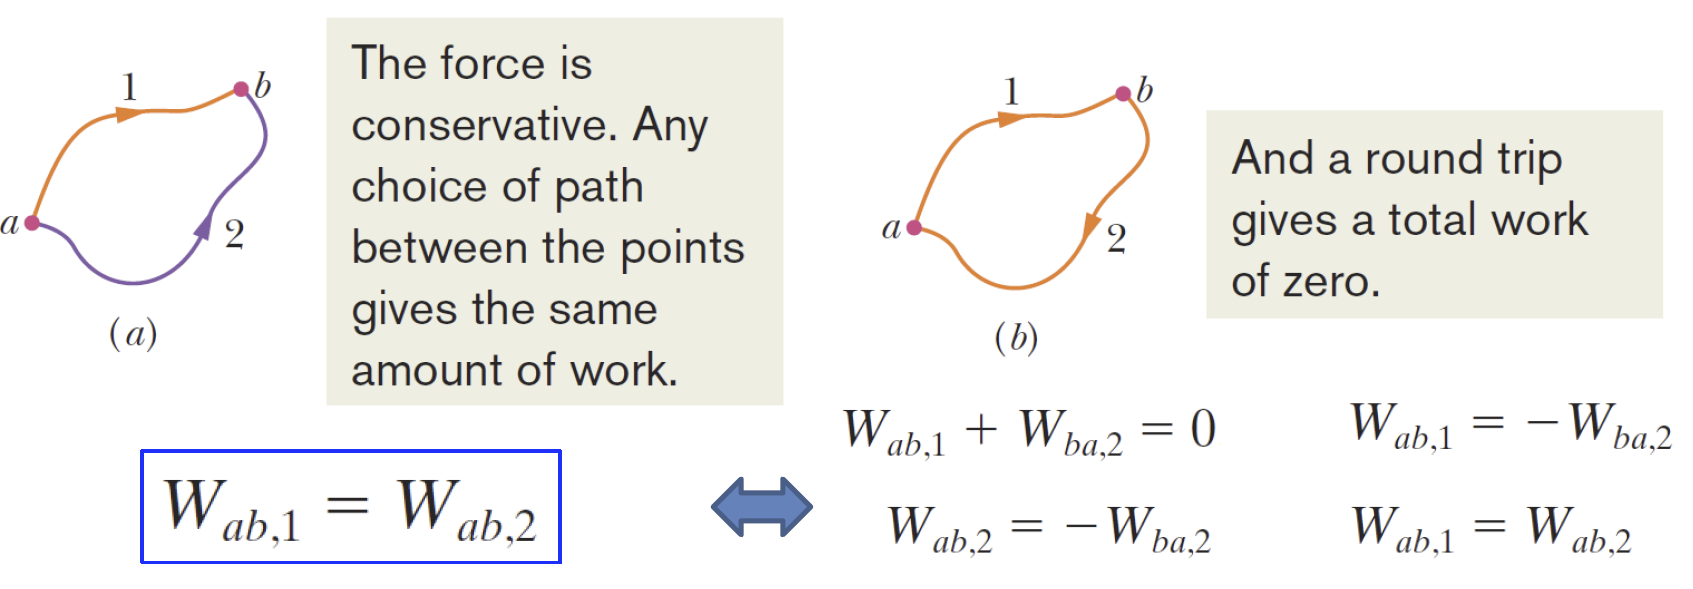 1
b
a
2
(a)
The force is
conservative. Any
choice of path
between the points
gives the same
amount of work.
W_{ab,1} = W_{ab,2}
1
b
a
2
(b)
And a round trip
gives a total work
of zero.
W_{ab,1} + W_{ba,2} = 0
W_{ab,1} = −W_{ba,2}
W_{ab,2} = −W_{ba,2}
W_{ab,1} = W_{ab,2}